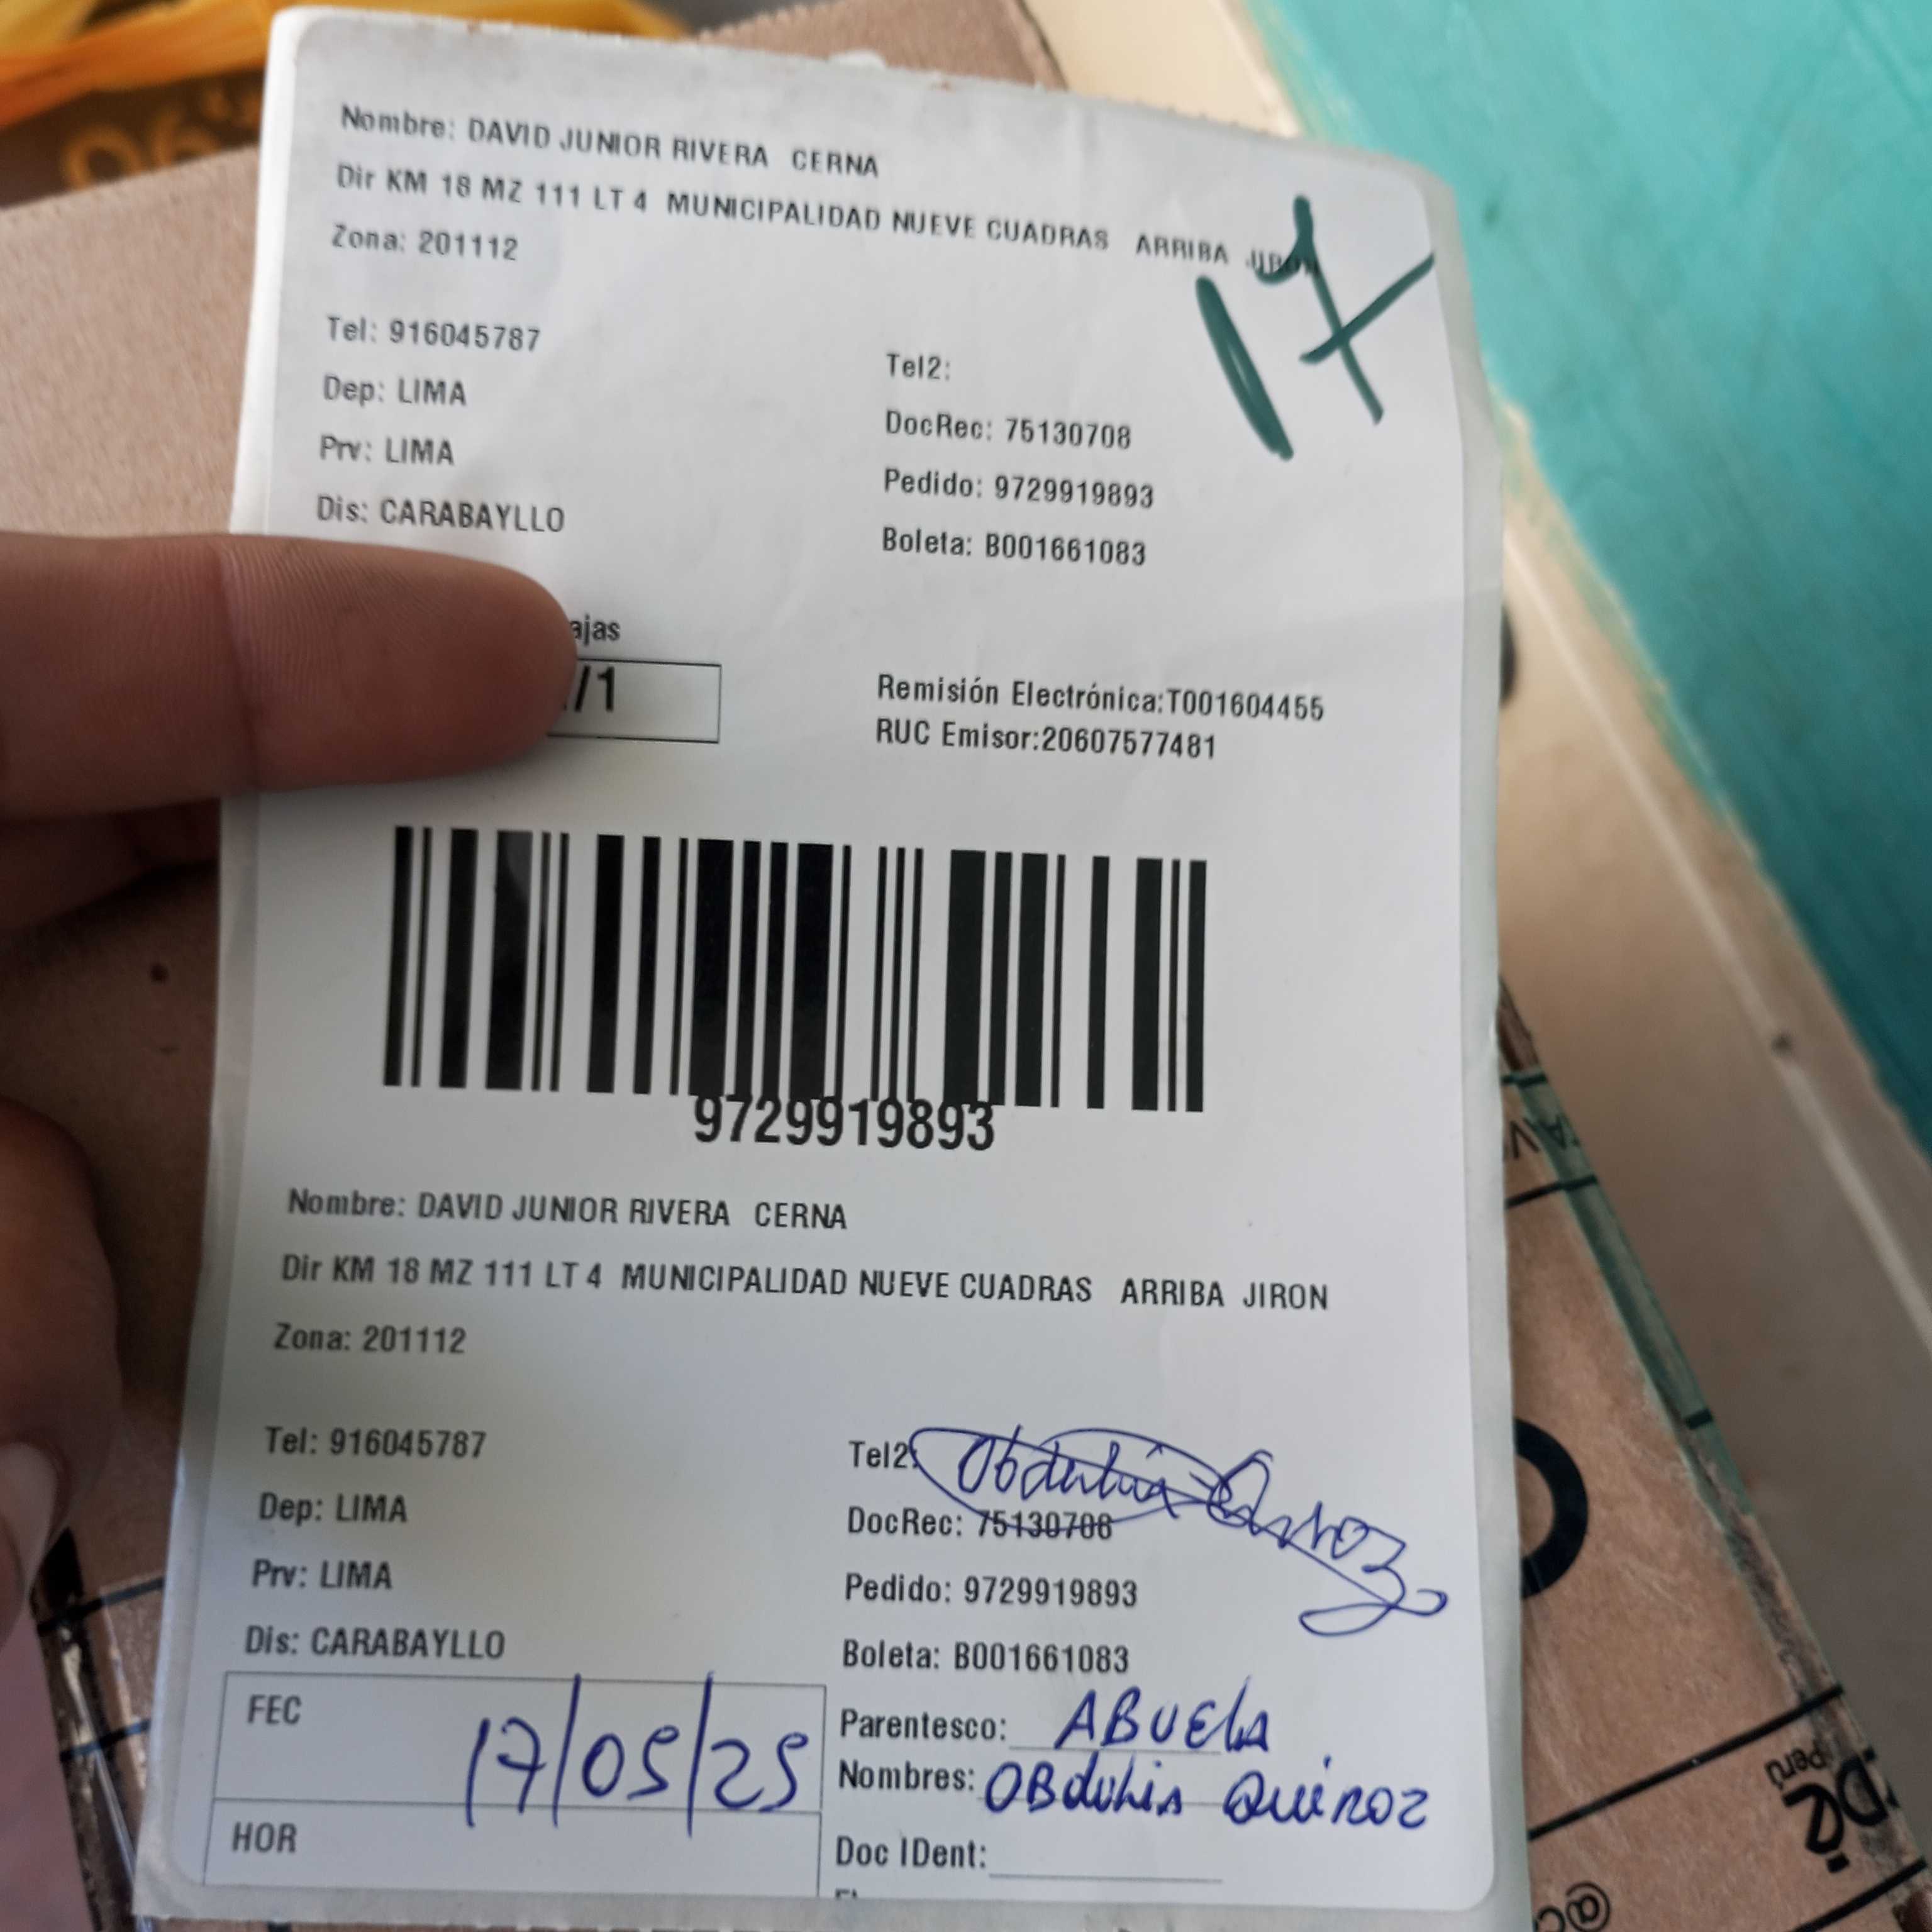 Nombre: DAVID JUNIOR RIVERA CERNA
Dir KM 18 MZ 111 LT 4 MUNICIPALIDAD NUEVE CUADRAS ARRIBA JIRON
Zona: 201112
17
Tel: 916045787
Tel2:
Dep: LIMA
DocRec: 75130708
Prv: LIMA
Pedido: 9729919893
Dis: CARABAYLLO
Boleta: B001661083
/1
Remisión Electrónica:T001604455
RUC Emisor:20607577481
9729919893
Nombre: DAVID JUNIOR RIVERA CERNA
Dir KM 18 MZ 111 LT 4 MUNICIPALIDAD NUEVE CUADRAS ARRIBA JIRON
Zona: 201112
Tel: 916045787
Tel2: Obdulia Quiroz
Dep: LIMA
DocRec: 75130708
Prv: LIMA
Pedido: 9729919893
Dis: CARABAYLLO
Boleta: B001661083
FEC 17/05/25
Parentesco: ABUELA
Nombres: OBdulia Quiroz
HOR
Doc IDent:
Perú